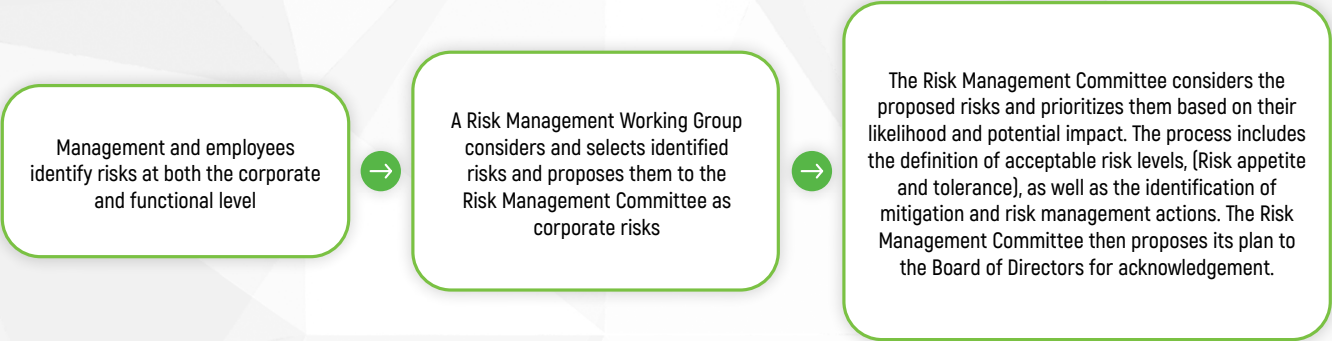 Management and employees
identify risks at both the corporate
and functional level
A Risk Management Working Group
considers and selects identified
risks and proposes them to the
Risk Management Committee as
corporate risks
The Risk Management Committee considers the
proposed risks and prioritizes them based on their
likelihood and potential impact. The process includes
the definition of acceptable risk levels, (Risk appetite
and tolerance), as well as the identification of
mitigation and risk management actions. The Risk
Management Committee then proposes its plan to
the Board of Directors for acknowledgement.